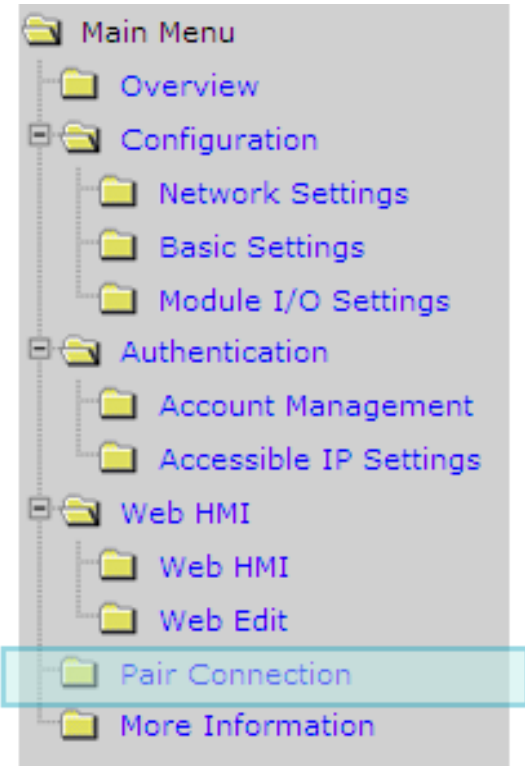 Main Menu
Overview
Configuration
Network Settings
Basic Settings
Module I/O Settings
Authentication
Account Management
Accessible IP Settings
Web HMI
Web HMI
Web Edit
Pair Connection
More Information